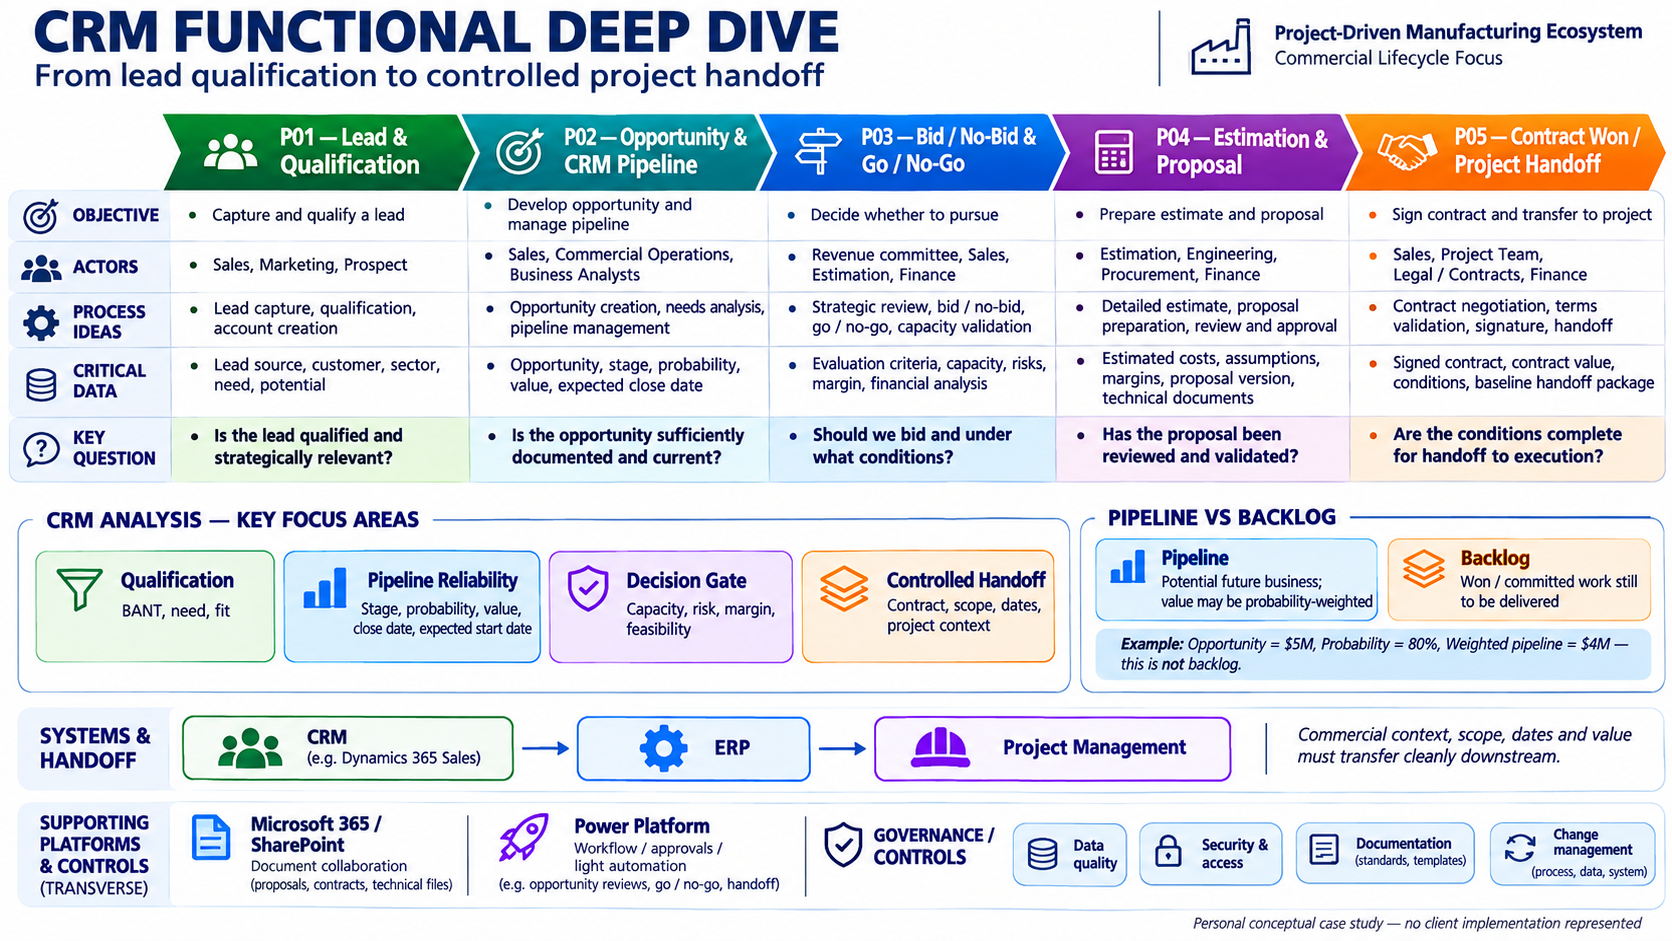 CRM FUNCTIONAL DEEP DIVE
From lead qualification to controlled project handoff
Project-Driven Manufacturing Ecosystem
Commercial Lifecycle Focus
P01 — Lead &
Qualification
P02 — Opportunity &
CRM Pipeline
P03 — Bid / No-Bid &
Go / No-Go
P04 — Estimation &
Proposal
P05 — Contract Won /
Project Handoff
OBJECTIVE
• Capture and qualify a lead
• Develop opportunity and
manage pipeline
• Decide whether to pursue
• Prepare estimate and proposal
• Sign contract and transfer to project
ACTORS
• Sales, Marketing, Prospect
• Sales, Commercial Operations,
Business Analysts
• Revenue committee, Sales,
Estimation, Finance
• Estimation, Engineering,
Procurement, Finance
• Sales, Project Team,
Legal / Contracts, Finance
PROCESS
IDEAS
• Lead capture, qualification,
account creation
• Opportunity creation, needs analysis,
pipeline management
• Strategic review, bid / no-bid,
go / no-go, capacity validation
• Detailed estimate, proposal
preparation, review and approval
• Contract negotiation, terms
validation, signature, handoff
CRITICAL
DATA
• Lead source, customer, sector,
need, potential
• Opportunity, stage, probability,
value, expected close date
• Evaluation criteria, capacity, risks,
margin, financial analysis
• Estimated costs, assumptions,
margins, proposal version,
technical documents
• Signed contract, contract value,
conditions, baseline handoff package
KEY
QUESTION
• Is the lead qualified and
strategically relevant?
• Is the opportunity sufficiently
documented and current?
• Should we bid and under
what conditions?
• Has the proposal been
reviewed and validated?
• Are the conditions complete
for handoff to execution?
CRM ANALYSIS — KEY FOCUS AREAS
Qualification
BANT, need, fit
Pipeline Reliability
Stage, probability, value,
close date, expected start date
Decision Gate
Capacity, risk, margin,
feasibility
Controlled Handoff
Contract, scope, dates,
project context
PIPELINE VS BACKLOG
Pipeline
Potential future business;
value may be probability-weighted
Backlog
Won / committed work still
to be delivered
Example: Opportunity = $5M, Probability = 80%, Weighted pipeline = $4M —
this is not backlog.
SYSTEMS &
HANDOFF
CRM
(e.g. Dynamics 365 Sales)
ERP
Project Management
Commercial context, scope, dates and value
must transfer cleanly downstream.
SUPPORTING
PLATFORMS
& CONTROLS
(TRANSVERSE)
Microsoft 365 /
SharePoint
Document collaboration
(proposals, contracts, technical files)
Power Platform
Workflow / approvals /
light automation
(e.g. opportunity reviews, go / no-go, handoff)
GOVERNANCE /
CONTROLS
Data
quality
Security &
access
Documentation
(standards, templates)
Change
management
(process, data, system)
Personal conceptual case study — no client implementation represented